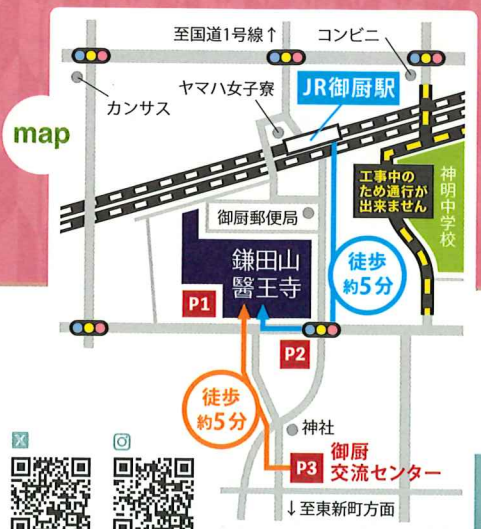 至国道1号線↑
コンビニ
カンサス
ヤマハ女子寮
JR御厨駅
map
工事中の
ため通行が
出来ません
神明中学校
御厨郵便局
鎌田山
醫王寺
徒歩
約5分
P1
P2
徒歩
約5分
神社
P3
御厨
交流センター
↓至東新町方面